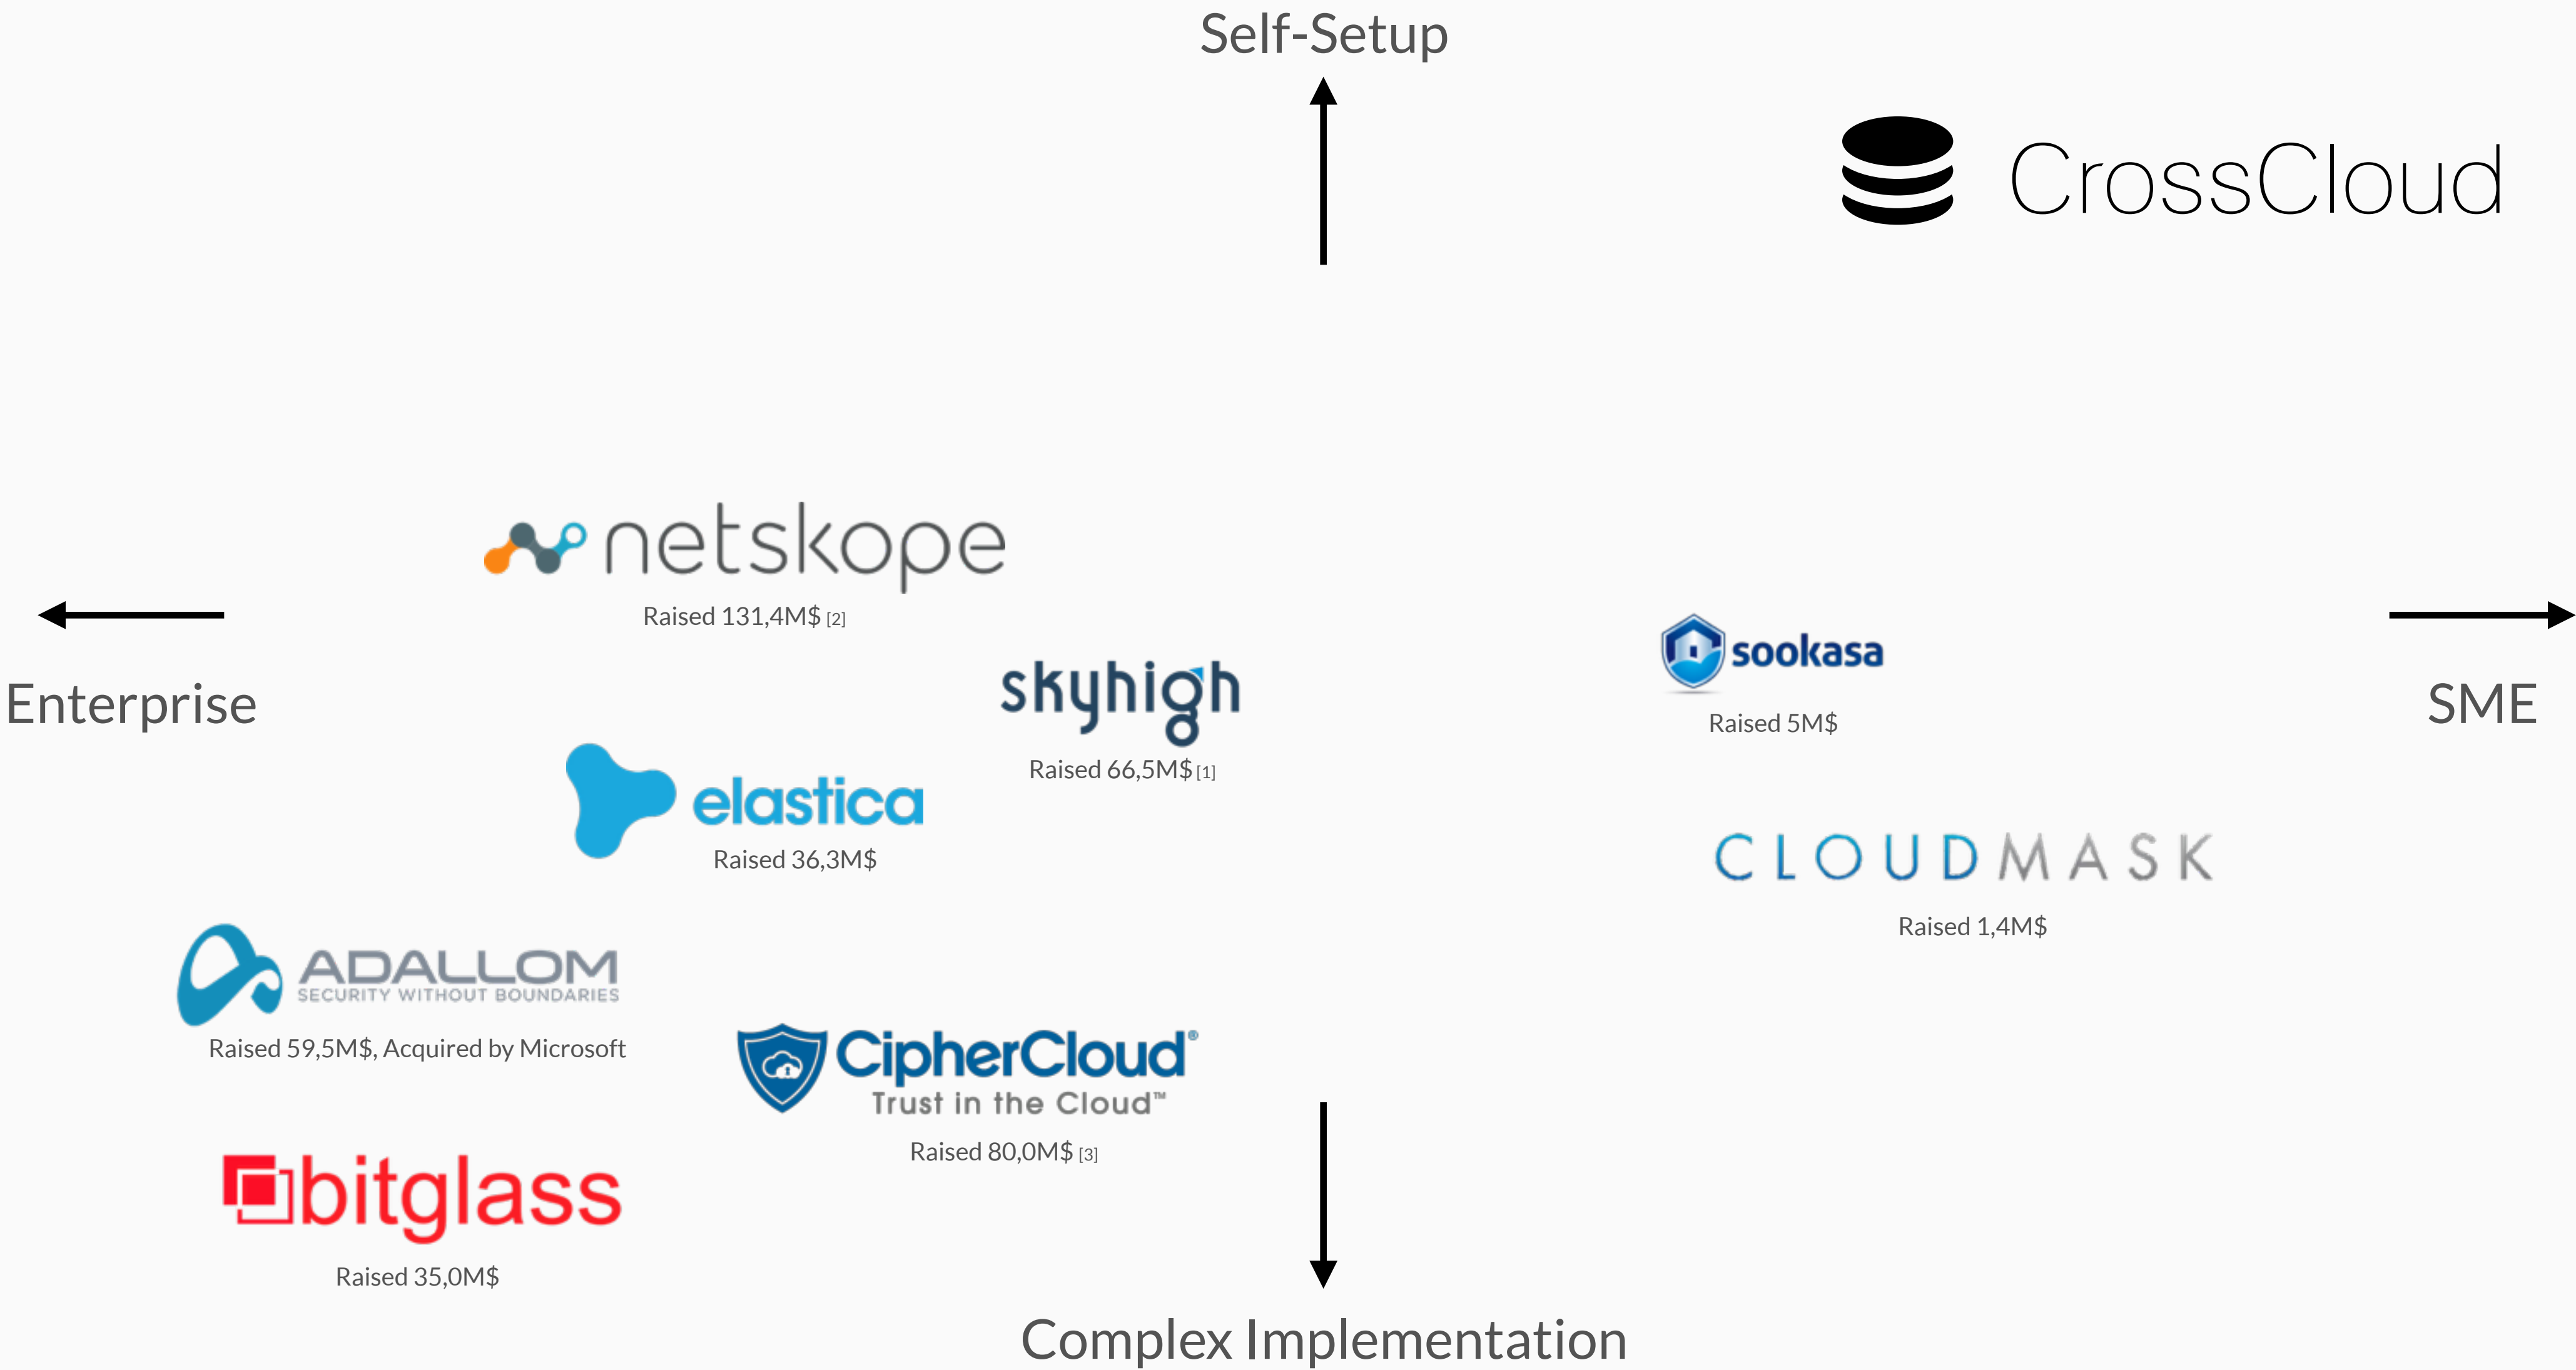 Self-Setup
CrossCloud
netskope
Raised 131,4M$ [2]
Enterprise
skyhigh
Raised 66,5M$ [1]
sookasa
Raised 5M$
SME
elastica
Raised 36,3M$
CLOUDMASK
Raised 1,4M$
ADALLOM
SECURITY WITHOUT BOUNDARIES
Raised 59,5M$, Acquired by Microsoft
CipherCloud®
Trust in the Cloud™
Raised 80,0M$ [3]
bitglass
Raised 35,0M$
Complex Implementation